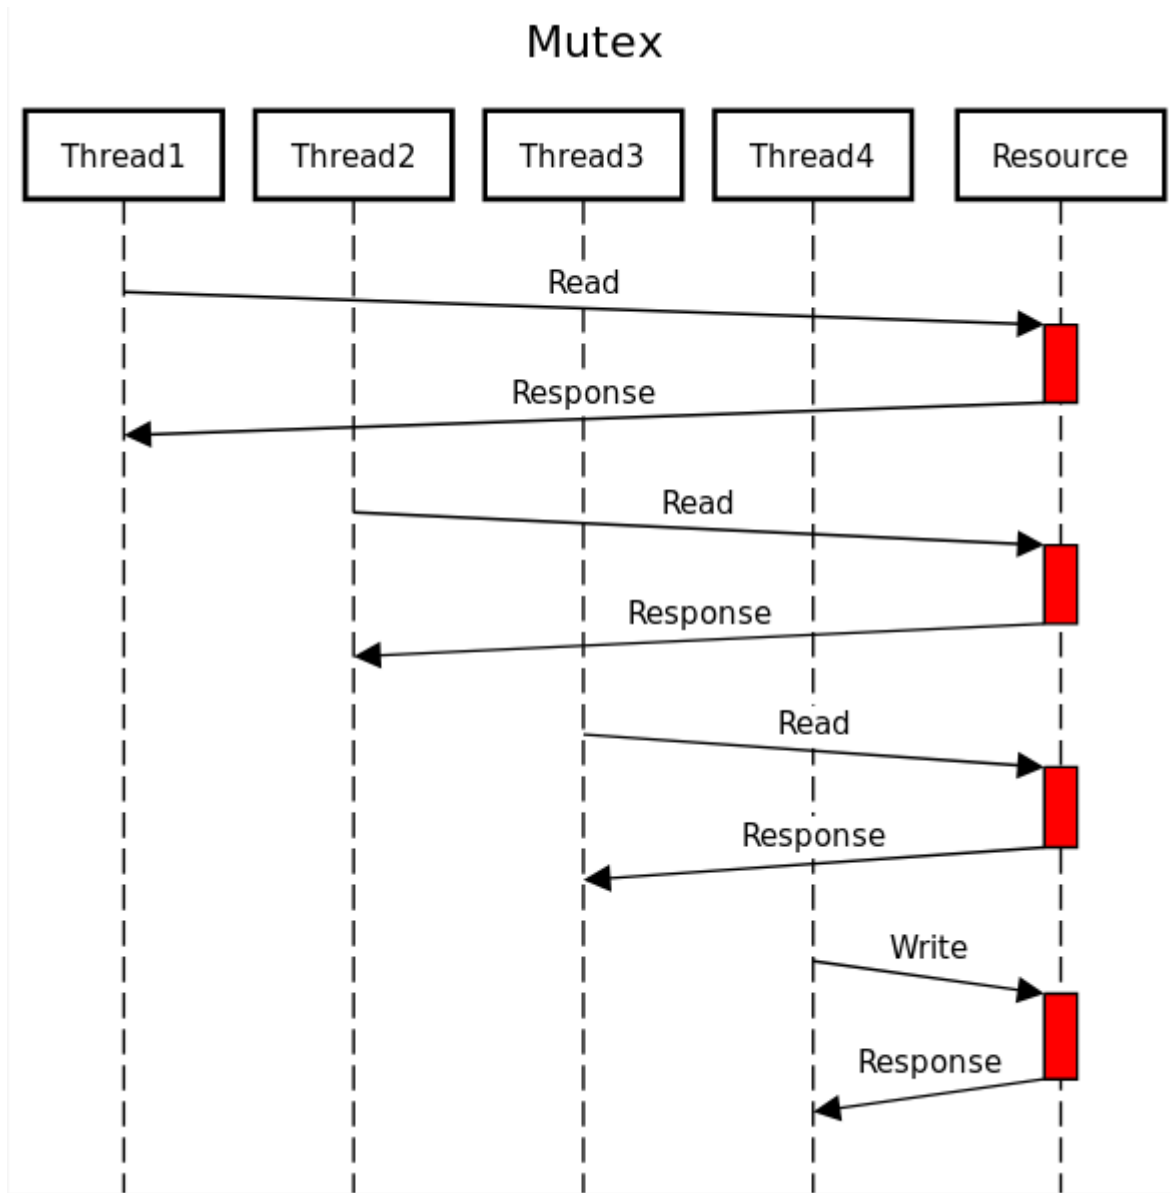 Mutex
Thread1 Thread2 Thread3 Thread4 Resource
Read
Response
Read
Response
Read
Response
Write
Response